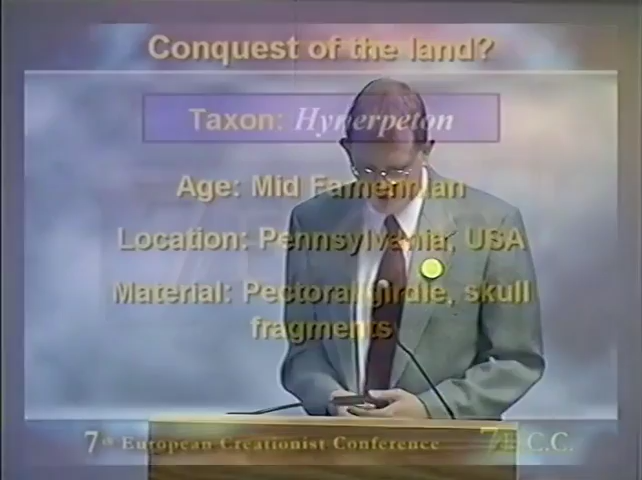 Conquest of the land?
Taxon: Hynerpeton
Age: Mid Famennian
Location: Pennsylvania, USA
Material: Pectoral girdle, skull
fragments
7th European Creationist Conference
7th E.C.C.